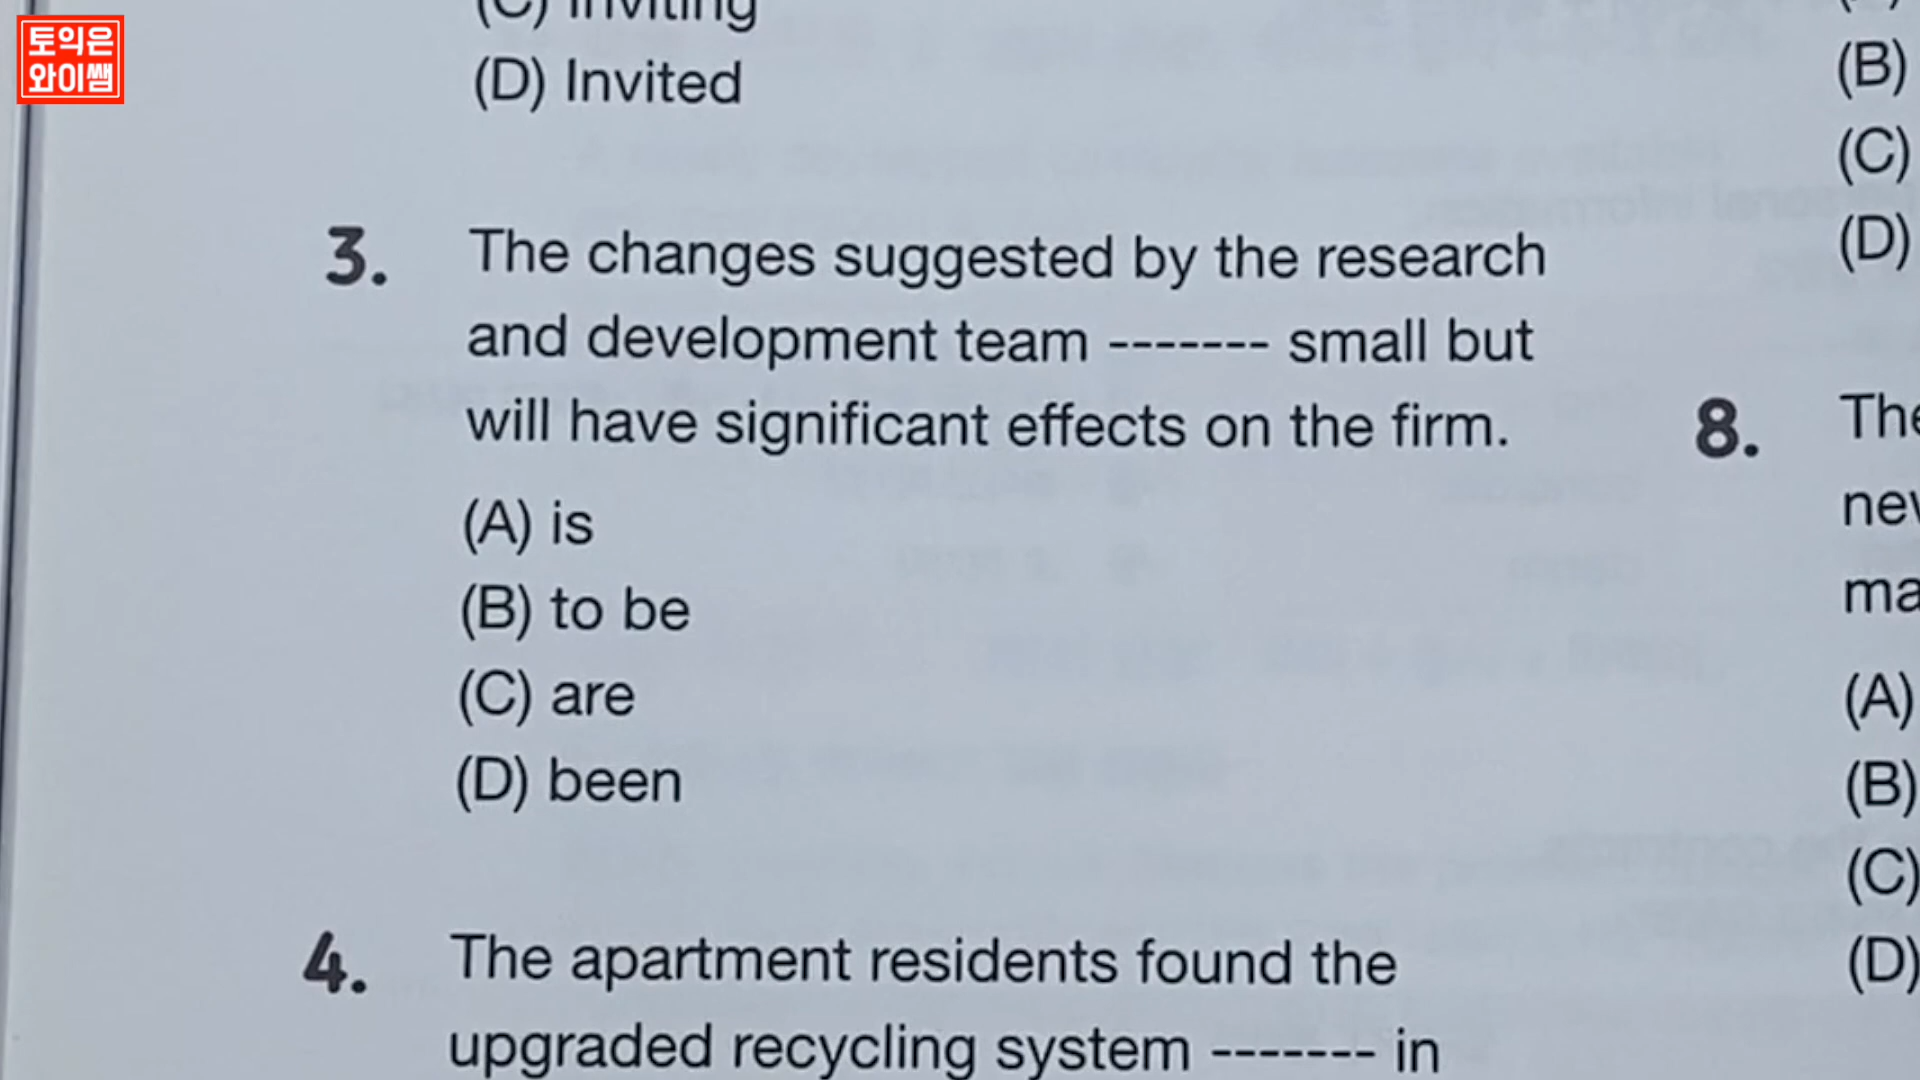 토익은
와이쌤
(C) Inviting
(D) Invited
3. The changes suggested by the research
and development team ------- small but
will have significant effects on the firm.
(A) is
(B) to be
(C) are
(D) been
4. The apartment residents found the
upgraded recycling system ------- in
(B)
(C)
(D)
8.
(A)
(B)
(C)
(D)